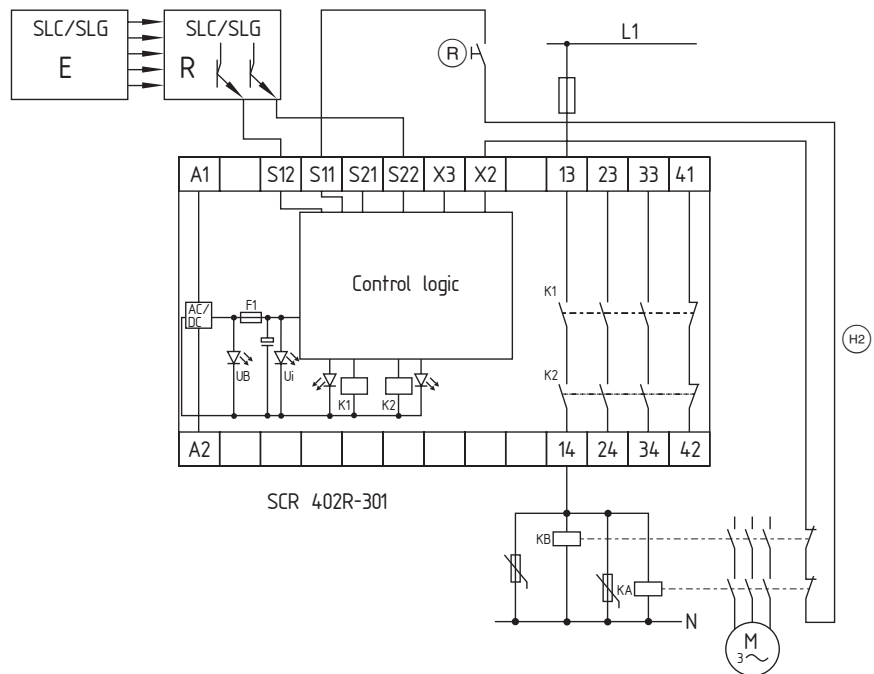 SLC/SLG
E
SLC/SLG
R
R
L1
A1 S12 S11 S21 S22 X3 X2 13 23 33 41
Control logic
AC/
DC
F1
UB
Ui
K1
K2
K1
K2
H2
A2 14 24 34 42
SCR 402R-301
KB
KA
N
M
3